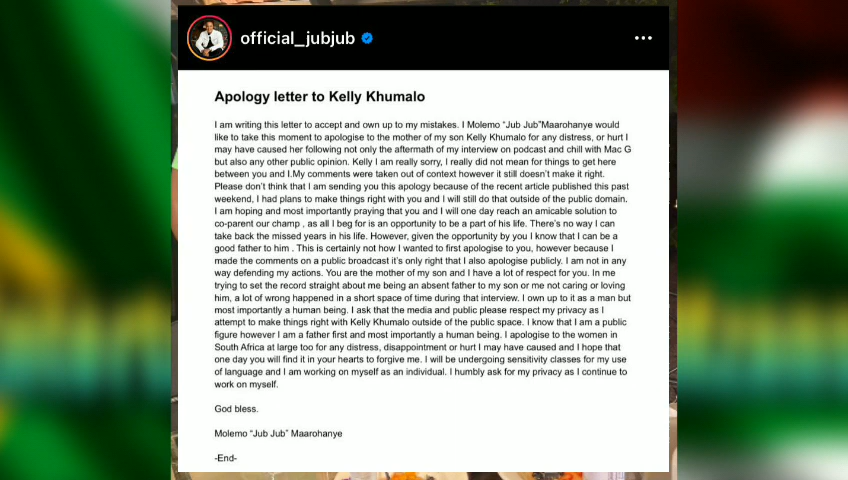 official_jubjub
Apology letter to Kelly Khumalo
I am writing this letter to accept and own up to my mistakes. I Molemo “Jub Jub”Maarohanye would
like to take this moment to apologise to the mother of my son Kelly Khumalo for any distress, or hurt I
may have caused her following not only the aftermath of my interview on podcast and chill with Mac G
but also any other public opinion. Kelly I am really sorry, I really did not mean for things to get here
between you and I.My comments were taken out of context however it still doesn’t make it right.
Please don’t think that I am sending you this apology because of the recent article published this past
weekend, I had plans to make things right with you and I will still do that outside of the public domain.
I am hoping and most importantly praying that you and I will one day reach an amicable solution to
co-parent our champ , as all I beg for is an opportunity to be a part of his life. There’s no way I can
take back the missed years in his life. However, given the opportunity by you I know that I can be a
good father to him . This is certainly not how I wanted to first apologise to you, however because I
made the comments on a public broadcast it’s only right that I also apologise publicly. I am not in any
way defending my actions. You are the mother of my son and I have a lot of respect for you. In me
trying to set the record straight about me being an absent father to my son or me not caring or loving
him, a lot of wrong happened in a short space of time during that interview. I own up to it as a man but
most importantly a human being. I ask that the media and public please respect my privacy as I
attempt to make things right with Kelly Khumalo outside of the public space. I know that I am a public
figure however I am a father first and most importantly a human being. I apologise to the women in
South Africa at large too for any distress, disappointment or hurt I may have caused and I hope that
one day you will find it in your hearts to forgive me. I will be undergoing sensitivity classes for my use
of language and I am working on myself as an individual. I humbly ask for my privacy as I continue to
work on myself.
God bless.
Molemo “Jub Jub” Maarohanye
-End-